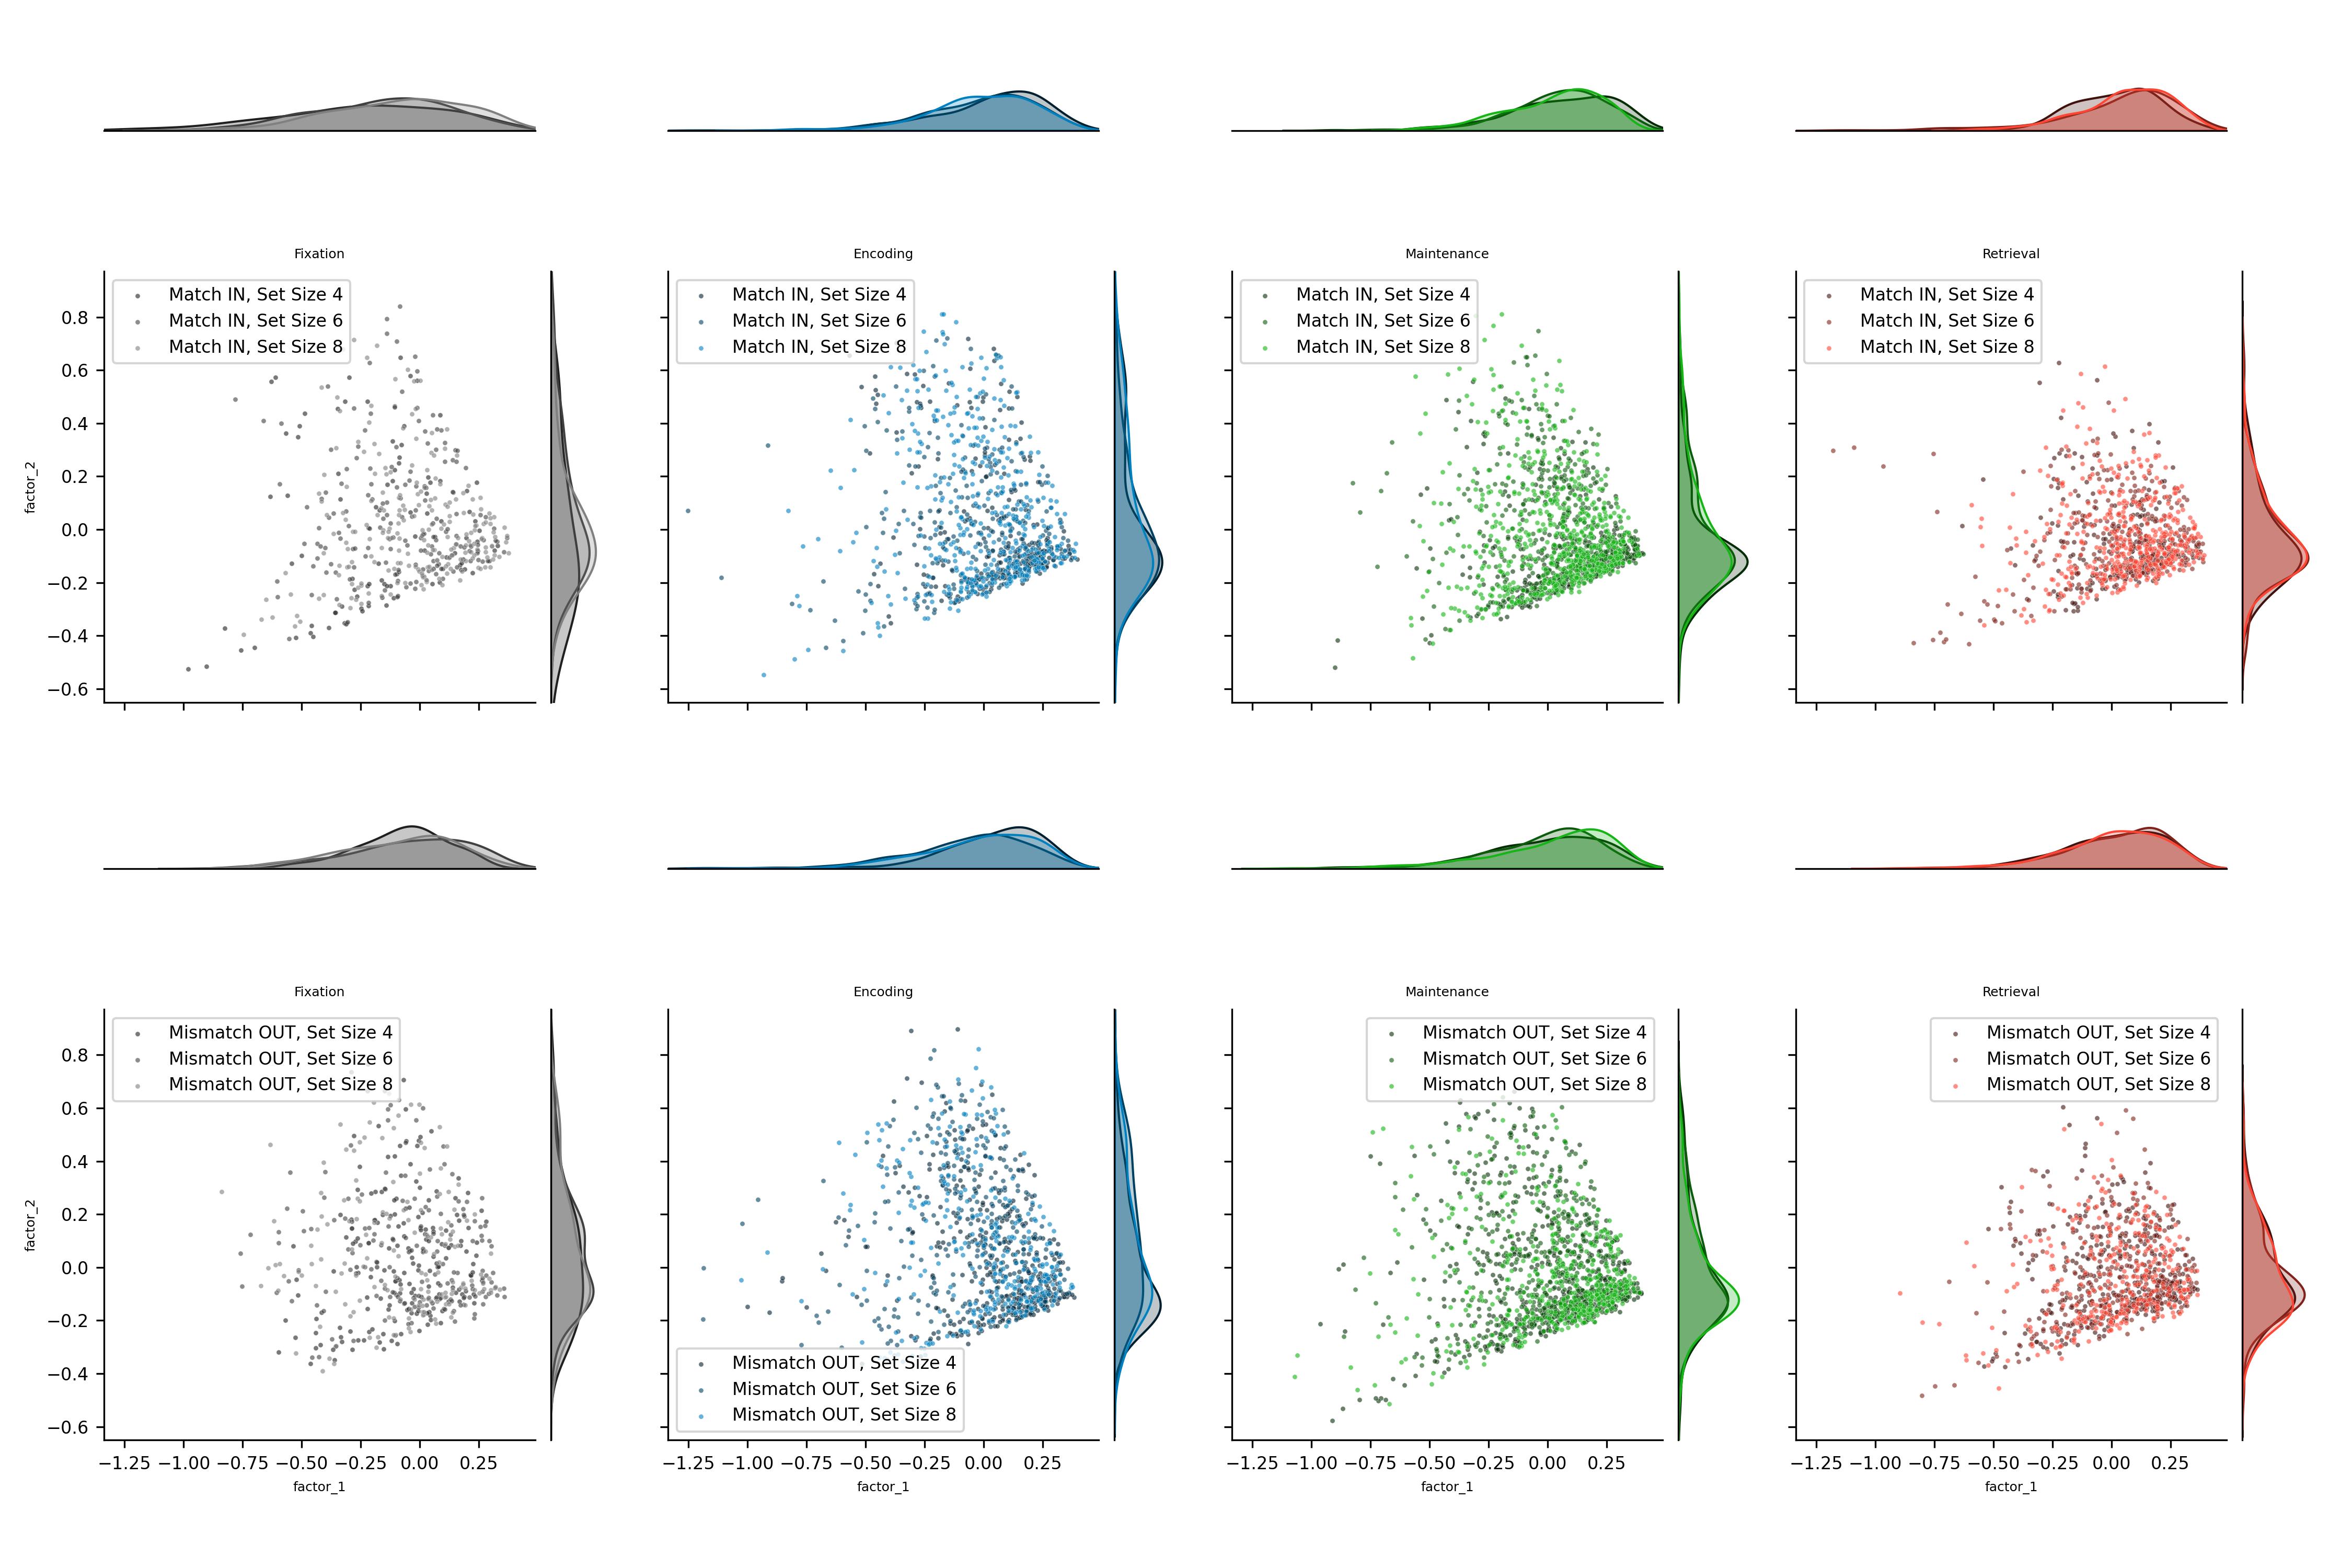 Fixation
Encoding
Maintenance
Retrieval
factor_2
0.8
0.6
0.4
0.2
0.0
−0.2
−0.4
−0.6
Match IN, Set Size 4
Match IN, Set Size 6
Match IN, Set Size 8
Match IN, Set Size 4
Match IN, Set Size 6
Match IN, Set Size 8
Match IN, Set Size 4
Match IN, Set Size 6
Match IN, Set Size 8
Match IN, Set Size 4
Match IN, Set Size 6
Match IN, Set Size 8
Fixation
Encoding
Maintenance
Retrieval
factor_2
0.8
0.6
0.4
0.2
0.0
−0.2
−0.4
−0.6
Mismatch OUT, Set Size 4
Mismatch OUT, Set Size 6
Mismatch OUT, Set Size 8
Mismatch OUT, Set Size 4
Mismatch OUT, Set Size 6
Mismatch OUT, Set Size 8
Mismatch OUT, Set Size 4
Mismatch OUT, Set Size 6
Mismatch OUT, Set Size 8
Mismatch OUT, Set Size 4
Mismatch OUT, Set Size 6
Mismatch OUT, Set Size 8
−1.25 −1.00 −0.75 −0.50 −0.25 0.00 0.25
factor_1
−1.25 −1.00 −0.75 −0.50 −0.25 0.00 0.25
factor_1
−1.25 −1.00 −0.75 −0.50 −0.25 0.00 0.25
factor_1
−1.25 −1.00 −0.75 −0.50 −0.25 0.00 0.25
factor_1